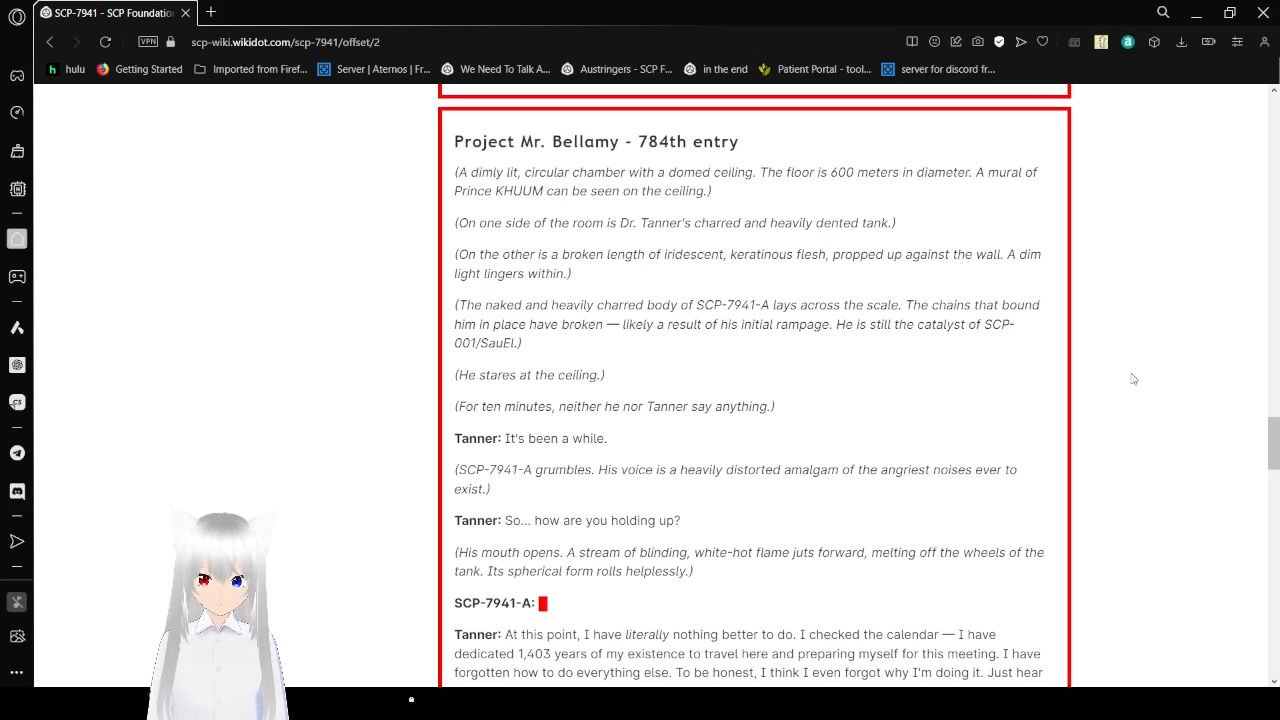 SCP-7941 - SCP Foundatio
scp-wiki.wikidot.com/scp-7941/offset/2
VPN
hulu
Getting Started
Imported from Firef...
Server | Aternos | Fr...
We Need To Talk A...
Austringers - SCP F...
in the end
Patient Portal - tool...
server for discord fr...
Project Mr. Bellamy - 784th entry
(A dimly lit, circular chamber with a domed ceiling. The floor is 600 meters in diameter. A mural of
Prince KHUUM can be seen on the ceiling.)
(On one side of the room is Dr. Tanner's charred and heavily dented tank.)
(On the other is a broken length of iridescent, keratinous flesh, propped up against the wall. A dim
light lingers within.)
(The naked and heavily charred body of SCP-7941-A lays across the scale. The chains that bound
him in place have broken — likely a result of his initial rampage. He is still the catalyst of SCP-
001/SauEl.)
(He stares at the ceiling.)
(For ten minutes, neither he nor Tanner say anything.)
Tanner: It's been a while.
(SCP-7941-A grumbles. His voice is a heavily distorted amalgam of the angriest noises ever to
exist.)
Tanner: So... how are you holding up?
(His mouth opens. A stream of blinding, white-hot flame juts forward, melting off the wheels of the
tank. Its spherical form rolls helplessly.)
SCP-7941-A:
Tanner: At this point, I have literally nothing better to do. I checked the calendar — I have
dedicated 1,403 years of my existence to travel here and preparing myself for this meeting. I have
forgotten how to do everything else. To be honest, I think I even forgot why I'm doing it. Just hear